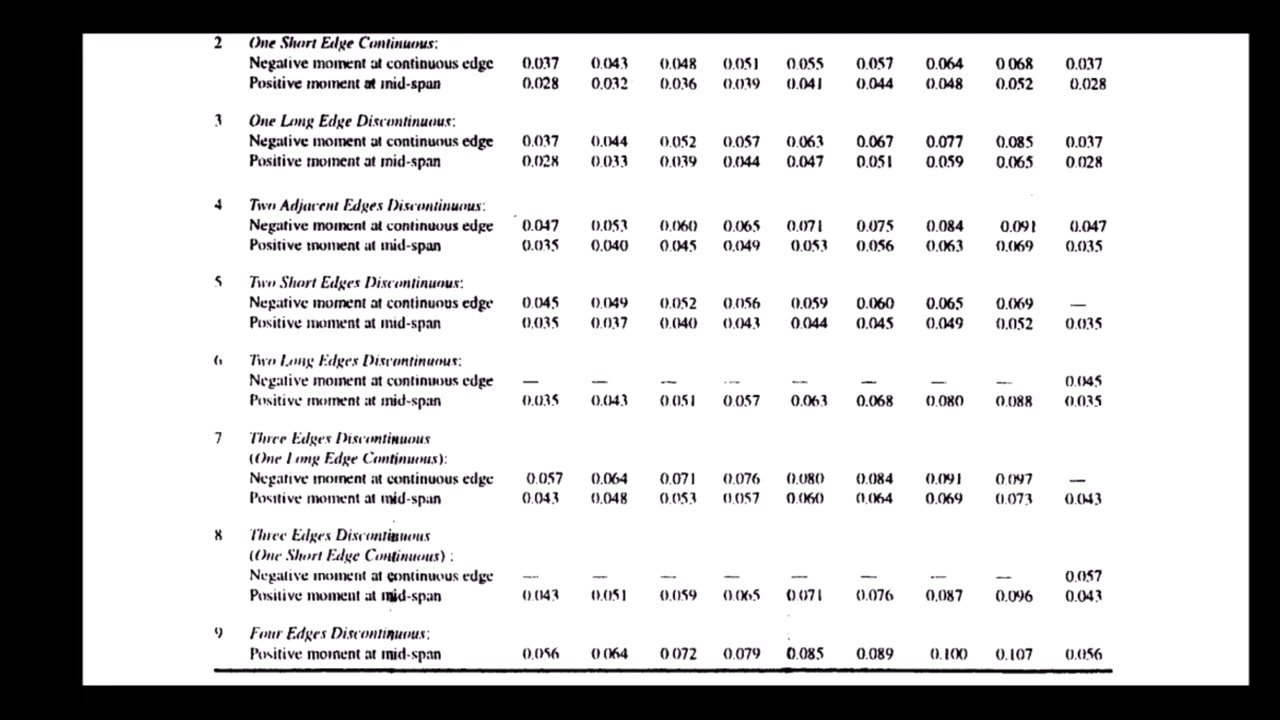 2 One Short Edge Continuous:
Negative moment at continuous edge 0.037 0.043 0.048 0.051 0.055 0.057 0.064 0.068 0.037
Positive moment at mid-span 0.028 0.032 0.036 0.039 0.041 0.044 0.048 0.052 0.028
3 One Long Edge Discontinuous:
Negative moment at continuous edge 0.037 0.044 0.052 0.057 0.063 0.067 0.077 0.085 0.037
Positive moment at mid-span 0.028 0.033 0.039 0.044 0.047 0.051 0.059 0.065 0.028
4 Two Adjacent Edges Discontinuous:
Negative moment at continuous edge 0.047 0.053 0.060 0.065 0.071 0.075 0.084 0.091 0.047
Positive moment at mid-span 0.035 0.040 0.045 0.049 0.053 0.056 0.063 0.069 0.035
5 Two Short Edges Discontinuous:
Negative moment at continuous edge 0.045 0.049 0.052 0.056 0.059 0.060 0.065 0.069 —
Positive moment at mid-span 0.035 0.037 0.040 0.043 0.044 0.045 0.049 0.052 0.035
6 Two Long Edges Discontinuous:
Negative moment at continuous edge — — — — — — — — 0.045
Positive moment at mid-span 0.035 0.043 0.051 0.057 0.063 0.068 0.080 0.088 0.035
7 Three Edges Discontinuous
(One Long Edge Continuous):
Negative moment at continuous edge 0.057 0.064 0.071 0.076 0.080 0.084 0.091 0.097 —
Positive moment at mid-span 0.043 0.048 0.053 0.057 0.060 0.064 0.069 0.073 0.043
8 Three Edges Discontinuous
(One Short Edge Continuous) :
Negative moment at continuous edge — — — — — — — — 0.057
Positive moment at mid-span 0.043 0.051 0.059 0.065 0.071 0.076 0.087 0.096 0.043
9 Four Edges Discontinuous:
Positive moment at mid-span 0.056 0.064 0.072 0.079 0.085 0.089 0.100 0.107 0.056